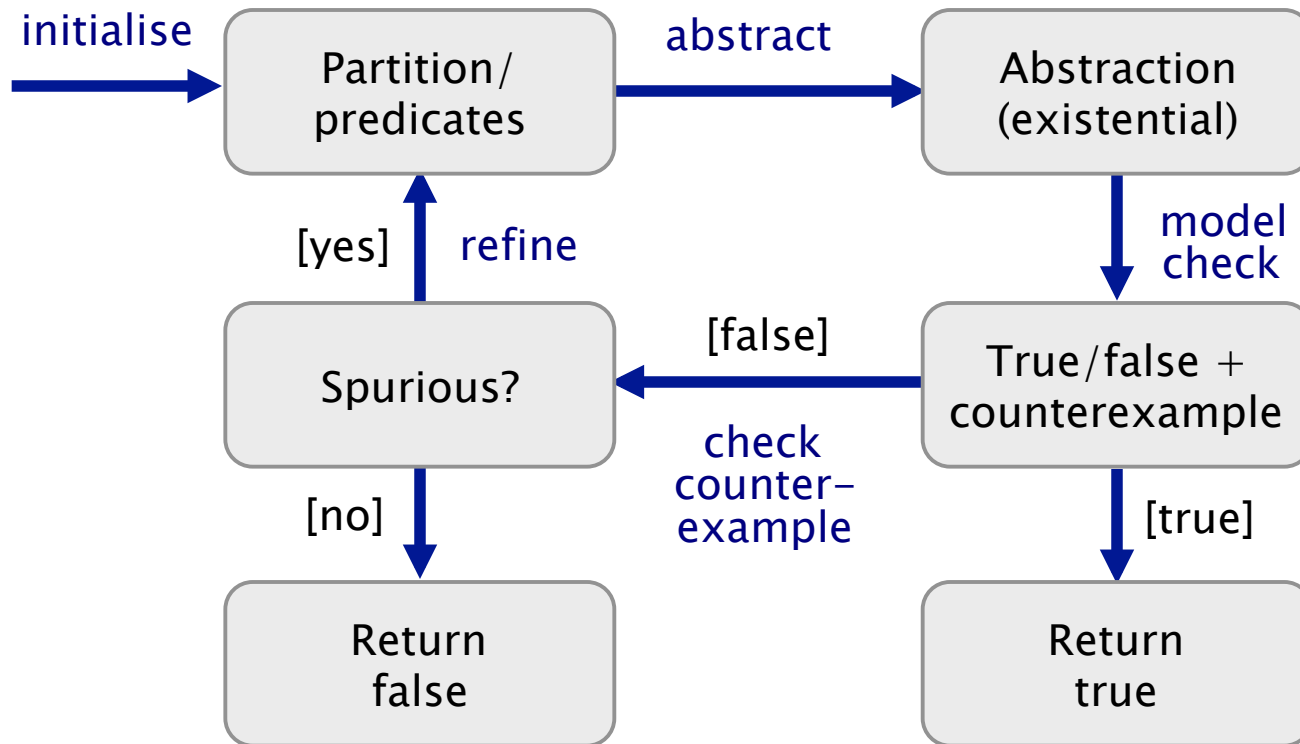 initialise
Partition/
predicates
abstract
Abstraction
(existential)
[yes]
refine
model
check
Spurious?
[false]
True/false +
counterexample
check
counter-
example
[no]
[true]
Return
false
Return
true